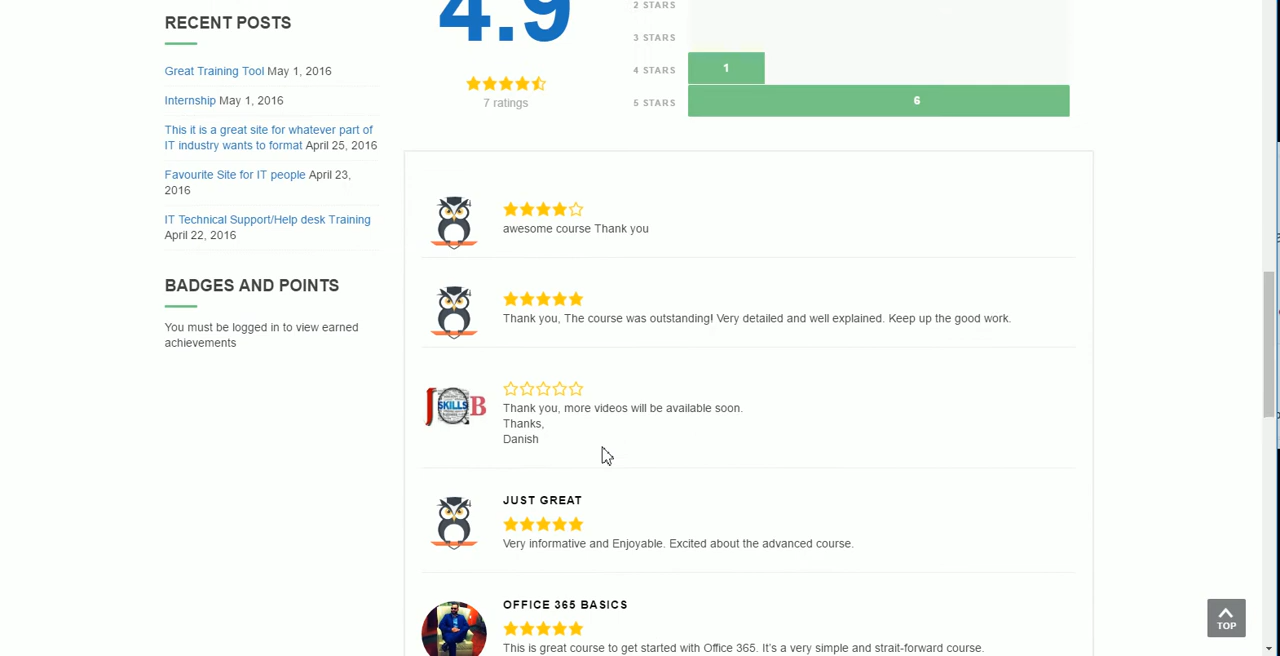 RECENT POSTS
Great Training Tool May 1, 2016
Internship May 1, 2016
This it is a great site for whatever part of
IT industry wants to format April 25, 2016
Favourite Site for IT people April 23,
2016
IT Technical Support/Help desk Training
April 22, 2016
BADGES AND POINTS
You must be logged in to view earned
achievements
4.9
7 ratings
2 STARS
3 STARS
4 STARS
1
5 STARS
6
awesome course Thank you
Thank you, The course was outstanding! Very detailed and well explained. Keep up the good work.
JOB
SKILLS
Thank you, more videos will be available soon.
Thanks,
Danish
JUST GREAT
Very informative and Enjoyable. Excited about the advanced course.
OFFICE 365 BASICS
This is great course to get started with Office 365. It's a very simple and strait-forward course.
TOP